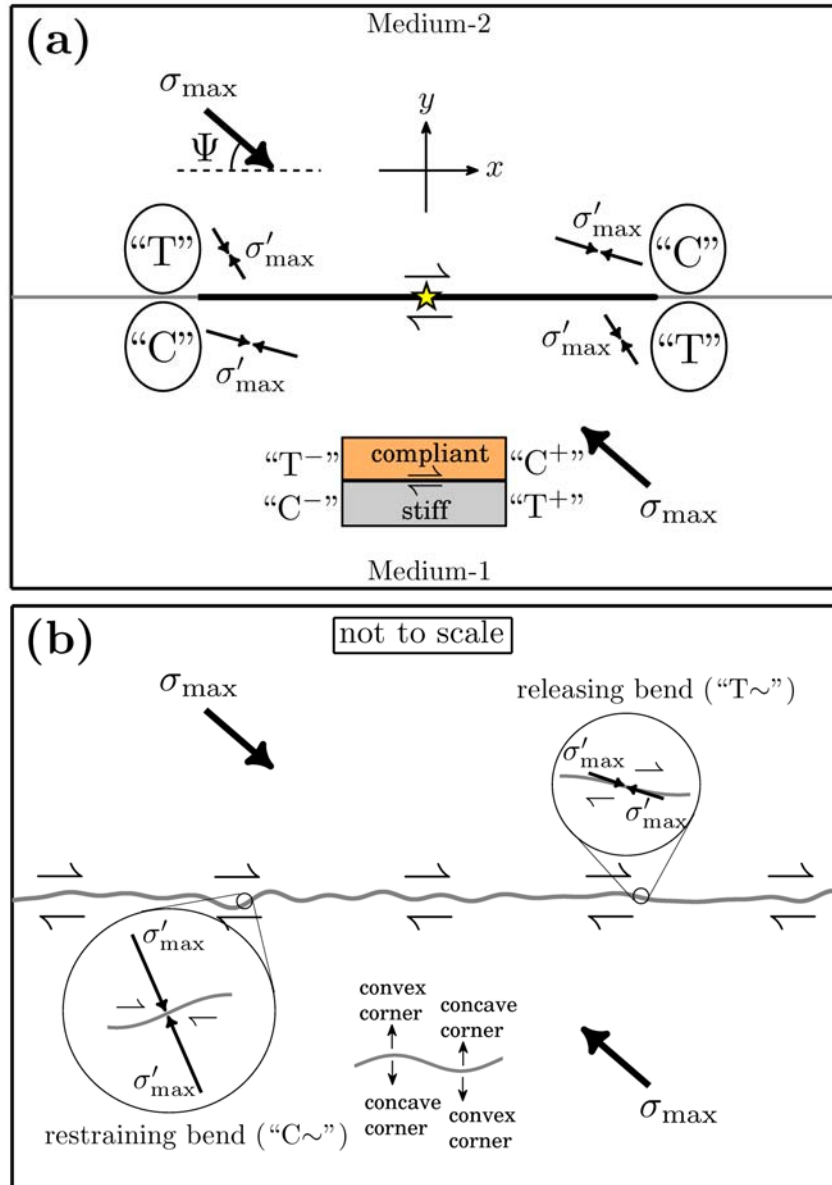 (a)
Medium-2
σmax
Ψ
y
x
“T”
σ′max
σ′max
“C”
“C”
σ′max
σ′max
“T”
“T−”
compliant
“C+”
“C−”
stiff
“T+”
σmax
Medium-1
(b)
not to scale
σmax
releasing bend (“T∼”)
σ′max
σ′max
σ′max
σ′max
convex
corner
concave
corner
concave
corner
convex
corner
σmax
restraining bend (“C∼”)